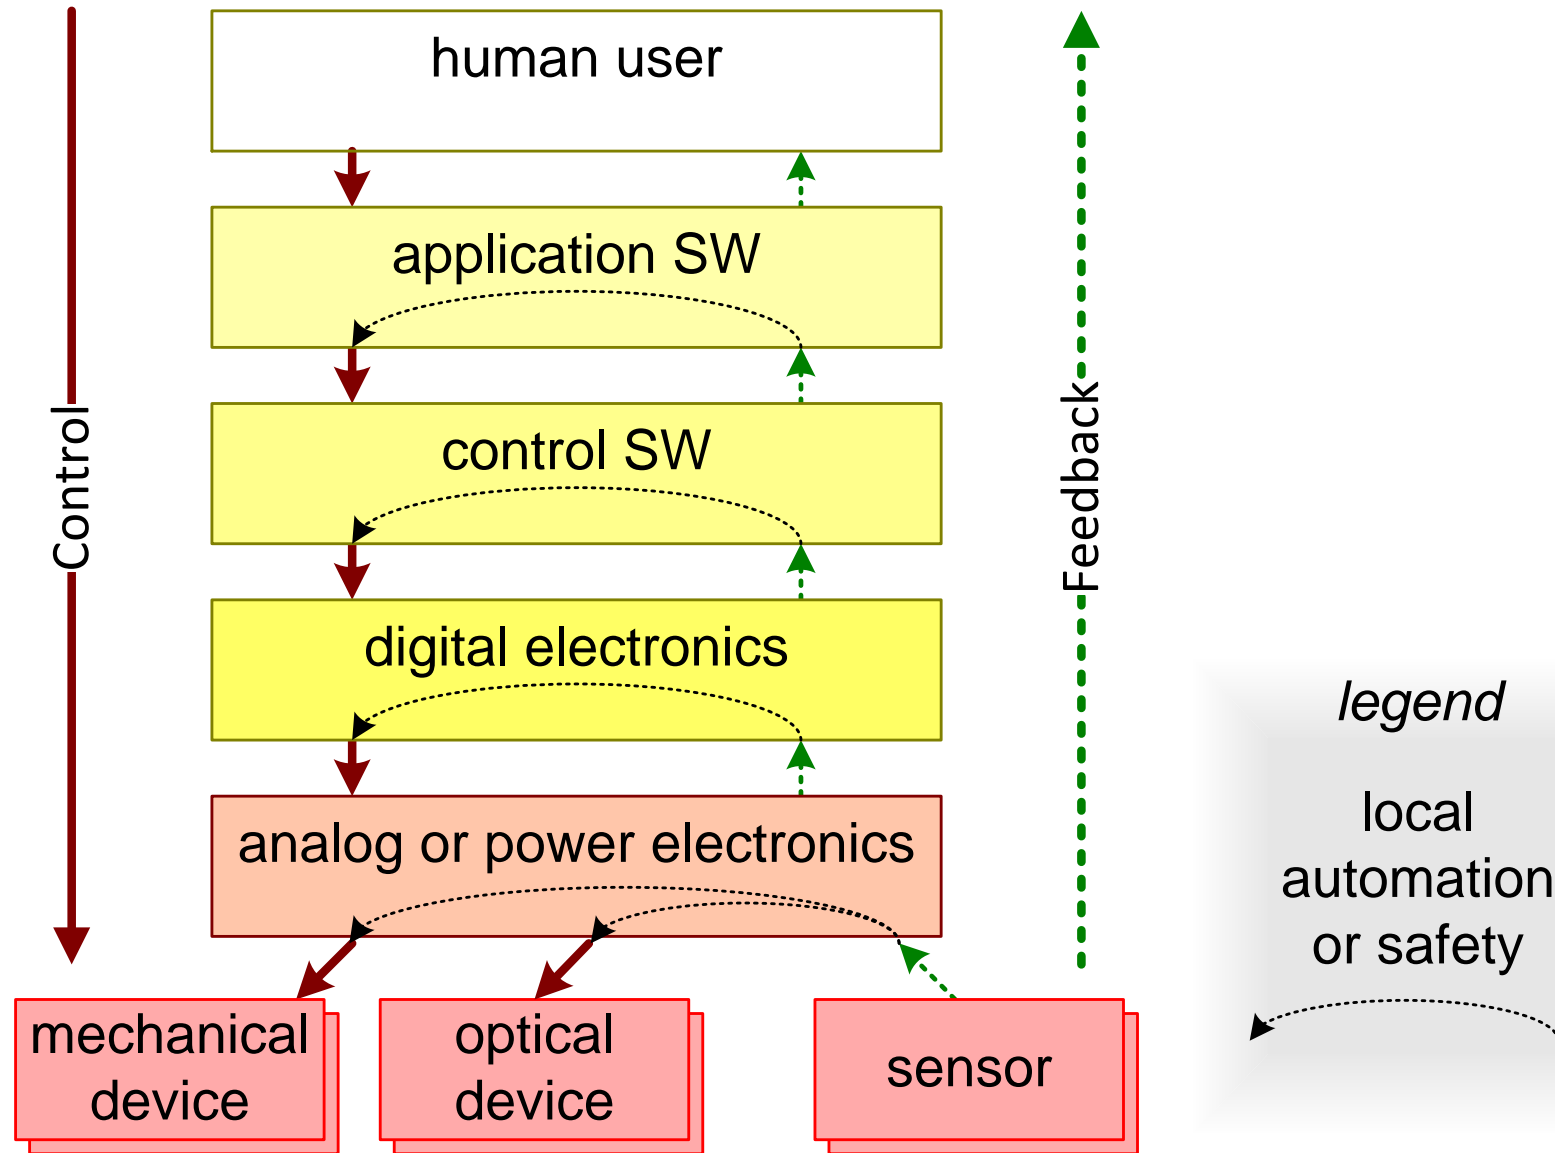 human user
application SW
control SW
digital electronics
analog or power electronics
mechanical
device
optical
device
sensor
Control
Feedback
legend
local
automation
or safety